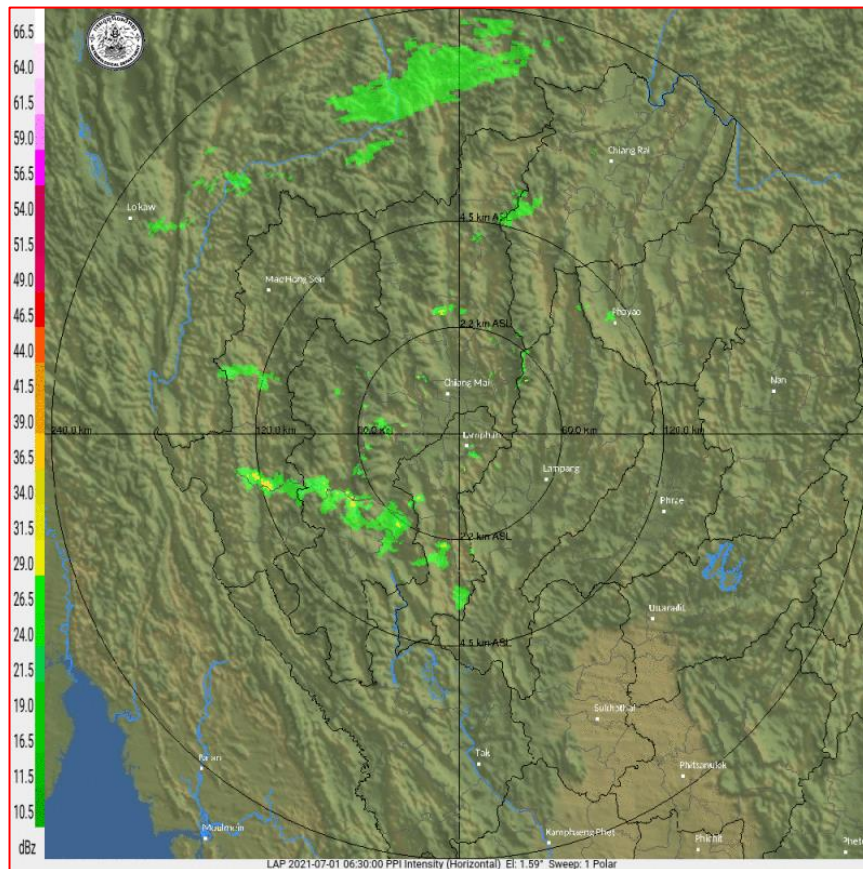 66.5
64.0
61.5
59.0
56.5
54.0
51.5
49.0
46.5
44.0
41.5
39.0
36.5
34.0
31.5
29.0
26.5
24.0
21.5
19.0
16.5
11.5
10.5
dBz
Chiang Rai
Loikaw
4.5 km ASL
Mae Hong Son
Phayao
2.2 km ASL
Chiang Mai
Nan
240.0 km
120.0 km
60.0 km
120.0 km
Lamphun
Lampang
Phrae
2.2 km ASL
Uttaradit
4.5 km ASL
Sukhothai
Tak
Pa-an
Phitsanulok
Moulmein
Kamphaeng Phet
Phichit
LAP 2021-07-01 06:30:00 PPI Intensity (Horizontal) El: 1.59° Sweep: 1 Polar